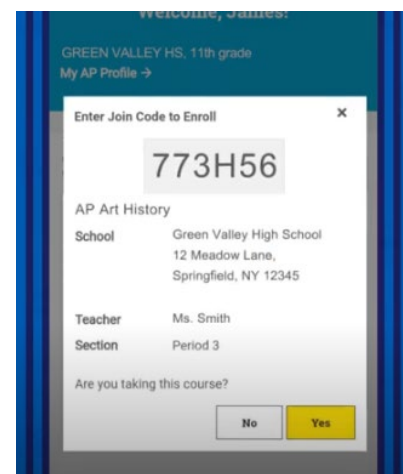 Welcome, James!
GREEN VALLEY HS, 11th grade
My AP Profile →
Enter Join Code to Enroll ×
773H56
AP Art History
School Green Valley High School
12 Meadow Lane,
Springfield, NY 12345
Teacher Ms. Smith
Section Period 3
Are you taking this course?
No Yes